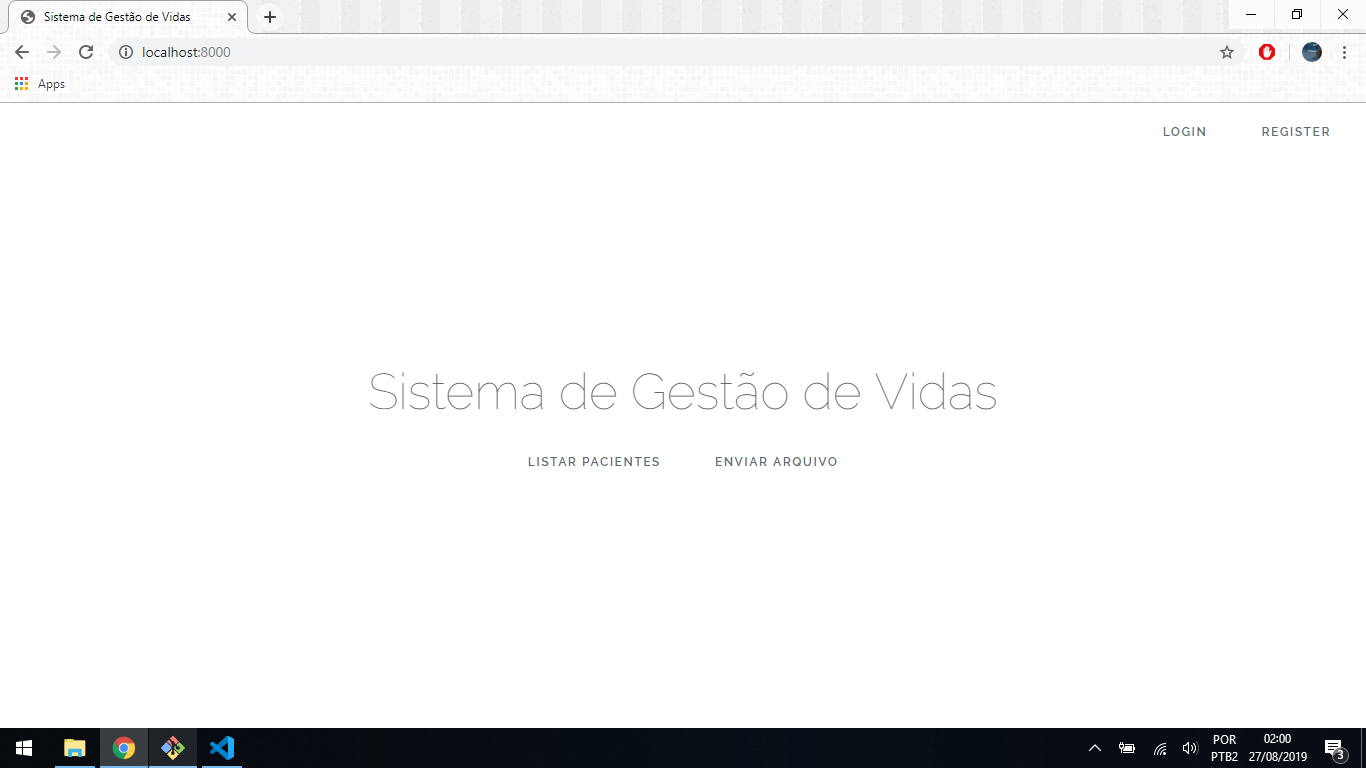 Sistema de Gestão de Vidas
localhost:8000
Apps
LOGIN REGISTER
Sistema de Gestão de Vidas
LISTAR PACIENTES ENVIAR ARQUIVO
POR 02:00
PTB2 27/08/2019
3